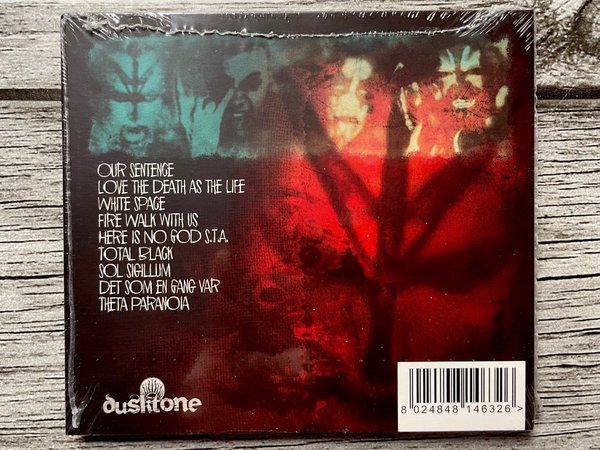 OUR SENTENCE
LOVE THE DEATH AS THE LIFE
WHITE SPACE
FIRE WALK WITH US
HERE IS NO GOD S.T.A.
TOTAL BLACK
SOL SIGILLUM
DET SOM EN GANG VAR
THETA PARANOIA
dusktone
8 024848 146326 >